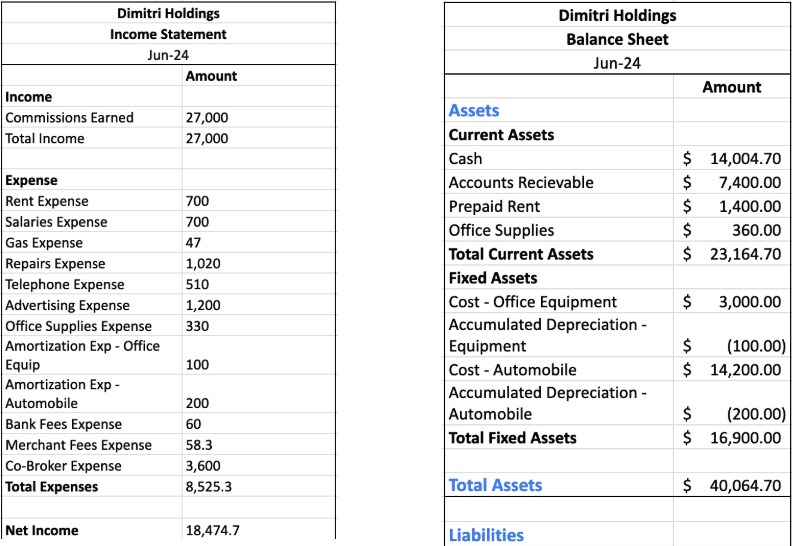 Dimitri Holdings
Income Statement
Jun-24
Amount
Income
Commissions Earned 27,000
Total Income 27,000
Expense
Rent Expense 700
Salaries Expense 700
Gas Expense 47
Repairs Expense 1,020
Telephone Expense 510
Advertising Expense 1,200
Office Supplies Expense 330
Amortization Exp - Office
Equip 100
Amortization Exp -
Automobile 200
Bank Fees Expense 60
Merchant Fees Expense 58.3
Co-Broker Expense 3,600
Total Expenses 8,525.3
Net Income 18,474.7
Dimitri Holdings
Balance Sheet
Jun-24
Amount
Assets
Current Assets
Cash $ 14,004.70
Accounts Recievable $ 7,400.00
Prepaid Rent $ 1,400.00
Office Supplies $ 360.00
Total Current Assets $ 23,164.70
Fixed Assets
Cost - Office Equipment $ 3,000.00
Accumulated Depreciation -
Equipment $ (100.00)
Cost - Automobile $ 14,200.00
Accumulated Depreciation -
Automobile $ (200.00)
Total Fixed Assets $ 16,900.00
Total Assets $ 40,064.70
Liabilities